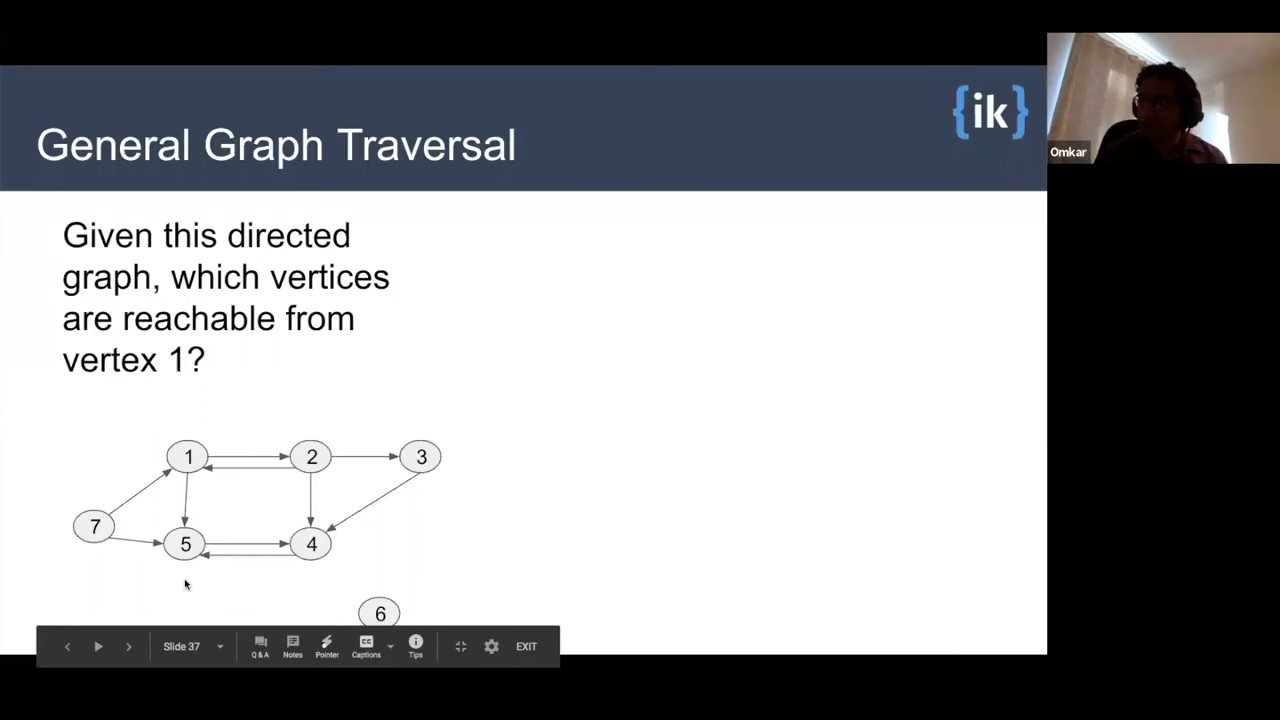 General Graph Traversal
{ik}
Omkar
Given this directed
graph, which vertices
are reachable from
vertex 1?
1 2 3
7
5 4
6
Slide 37
Q & A Notes Pointer Captions Tips EXIT
CC